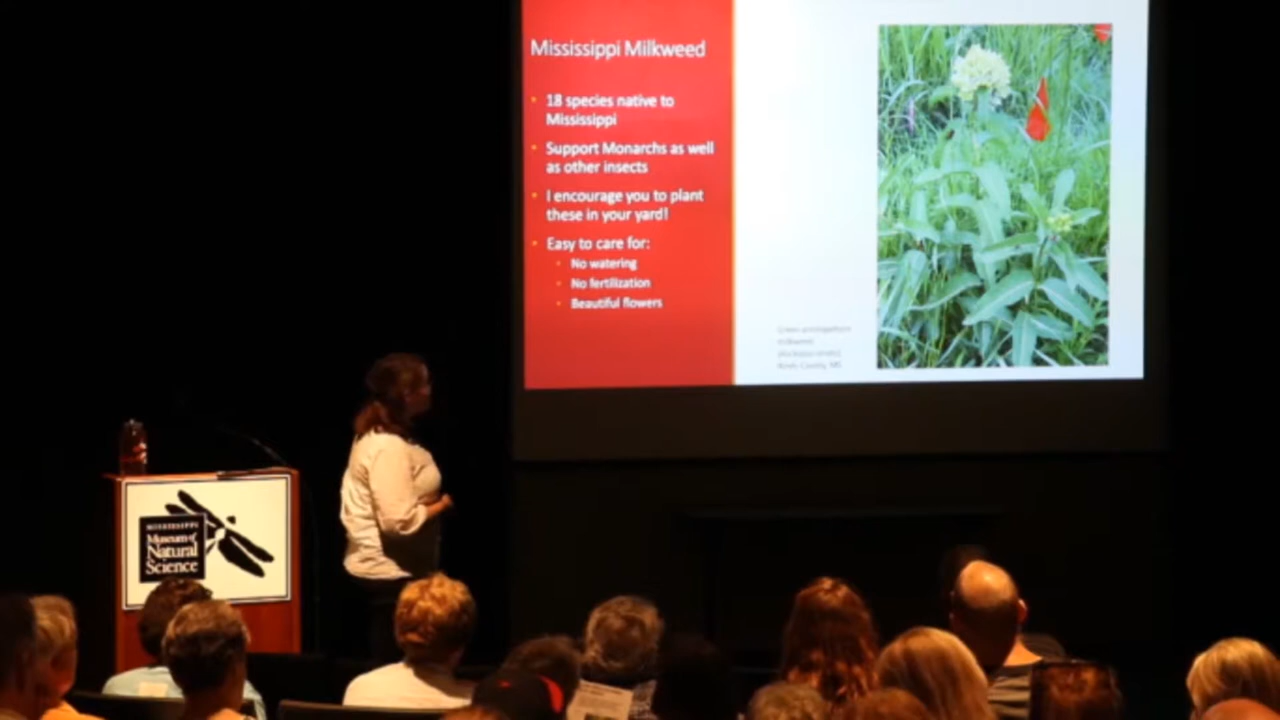 Mississippi Milkweed
18 species native to
Mississippi
Support Monarchs as well
as other insects
I encourage you to plant
these in your yard!
Easy to care for:
No watering
No fertilization
Beautiful flowers
milkweed
MISSISSIPPI
Museum of
Natural
Science